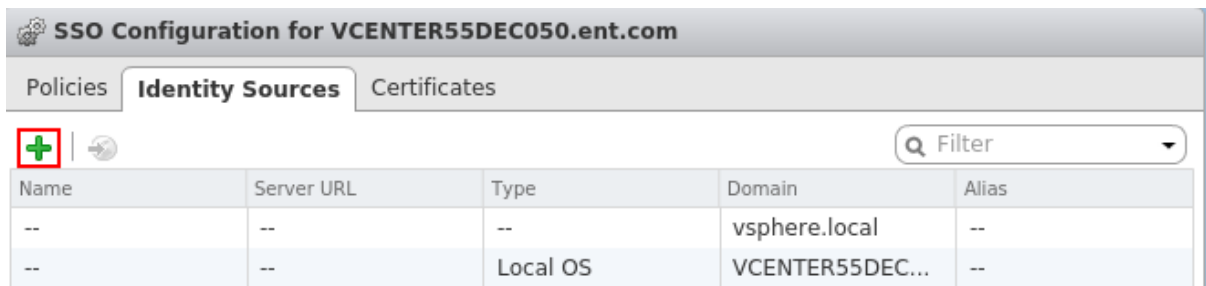 SSO Configuration for VCENTER55DEC050.ent.com
Policies Identity Sources Certificates
Filter
Name Server URL Type Domain Alias
-- -- -- vsphere.local --
-- -- Local OS VCENTER55DEC... --